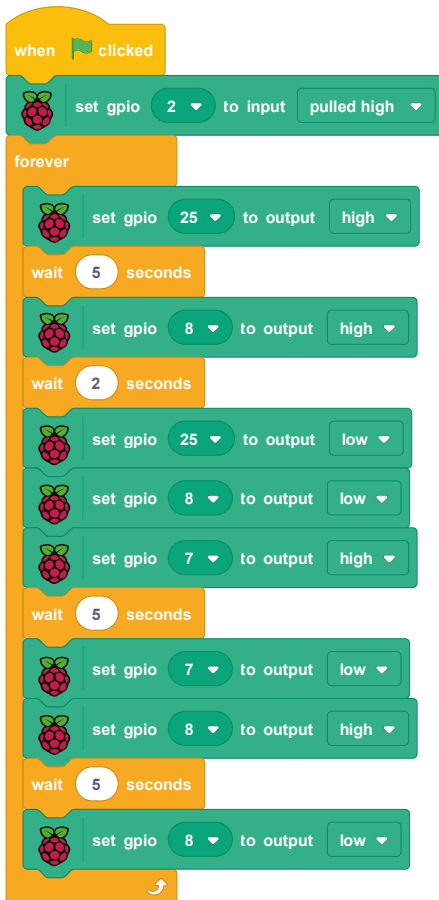 when clicked
set gpio 2 to input pulled high
forever
set gpio 25 to output high
wait 5 seconds
set gpio 8 to output high
wait 2 seconds
set gpio 25 to output low
set gpio 8 to output low
set gpio 7 to output high
wait 5 seconds
set gpio 7 to output low
set gpio 8 to output high
wait 5 seconds
set gpio 8 to output low